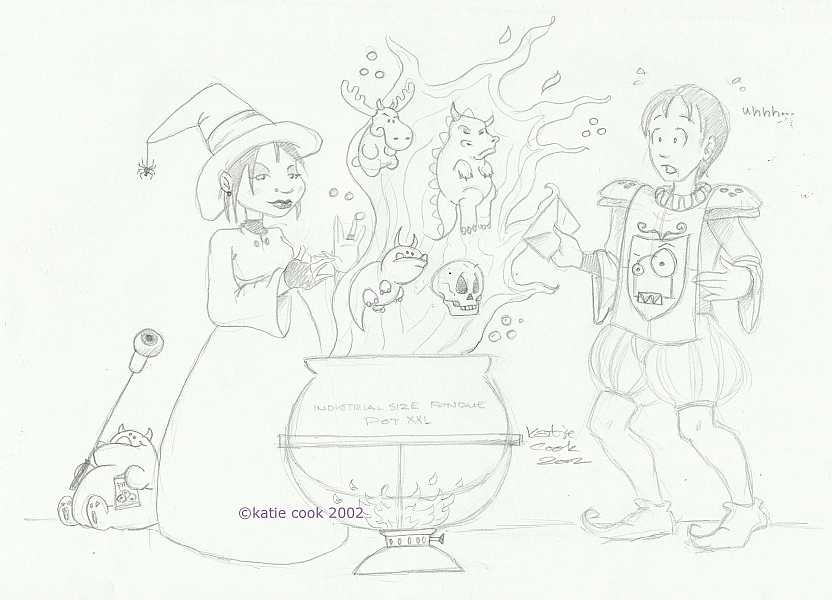 uhhh...
INDUSTRIAL SIZE FONDUE
POT XXL
Katie
Cook
2002
©katie cook 2002